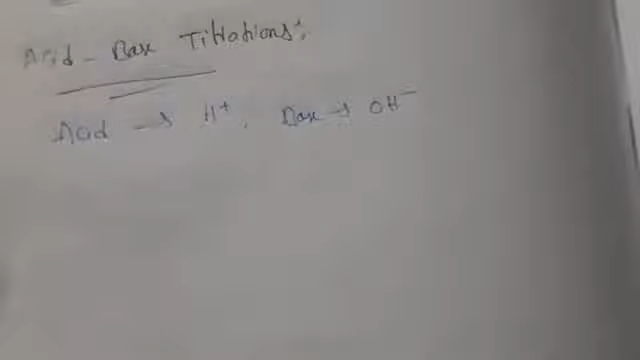 Acid - Base Titrations:
Acid → H⁺, Base → OH⁻